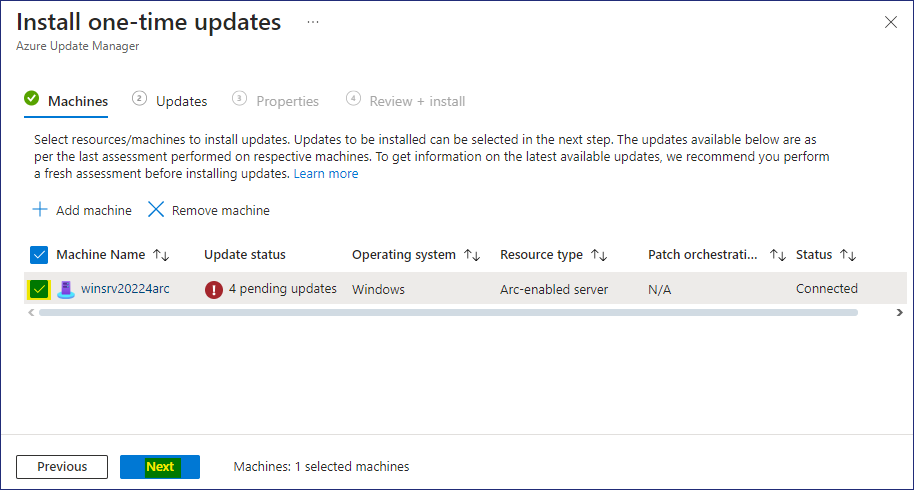 Install one-time updates ...
Azure Update Manager
Machines 2 Updates 3 Properties 4 Review + install
Select resources/machines to install updates. Updates to be installed can be selected in the next step. The updates available below are as
per the last assessment performed on respective machines. To get information on the latest available updates, we recommend you perform
a fresh assessment before installing updates. Learn more
Add machine Remove machine
Machine Name ↑↓ Update status Operating system ↑↓ Resource type ↑↓ Patch orchestrati... ↑↓ Status ↑↓
winsrv20224arc 4 pending updates Windows Arc-enabled server N/A Connected
Previous Next Machines: 1 selected machines